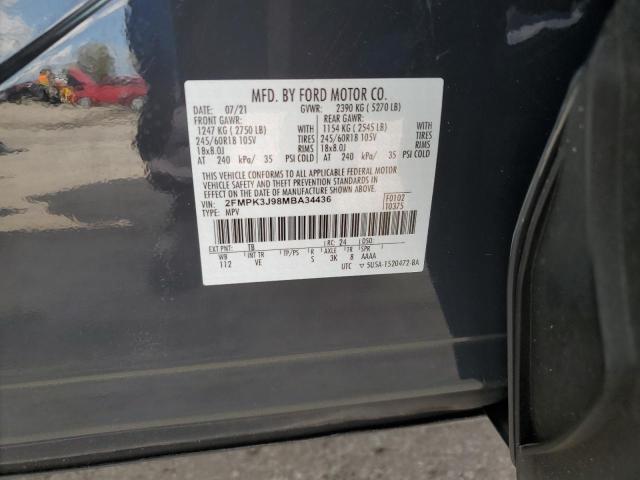 MFD. BY FORD MOTOR CO.
DATE: 07/21 GVWR: 2390 KG ( 5270 LB)
FRONT GAWR: REAR GAWR:
1247 KG ( 2750 LB) WITH 1154 KG ( 2545 LB) WITH
245/60R18 105V TIRES 245/60R18 105V TIRES
18x8.0J RIMS 18x8.0J RIMS
AT 240 kPa/ 35 PSI COLD AT 240 kPa/ 35 PSI COLD
THIS VEHICLE CONFORMS TO ALL APPLICABLE FEDERAL MOTOR
VEHICLE SAFETY AND THEFT PREVENTION STANDARDS IN EFFECT
ON THE DATE OF MANUFACTURE SHOWN ABOVE.
VIN: 2FMPK3J98MBA34436 F0102
TYPE: MPV 10375
EXT PNT: TB RC: 24 DSO:
WB INT TR TP/PS R AXLE TR SPR
112 VE S 3K 8 AAAA
UTC ▽ 5U5A-1520472-BA